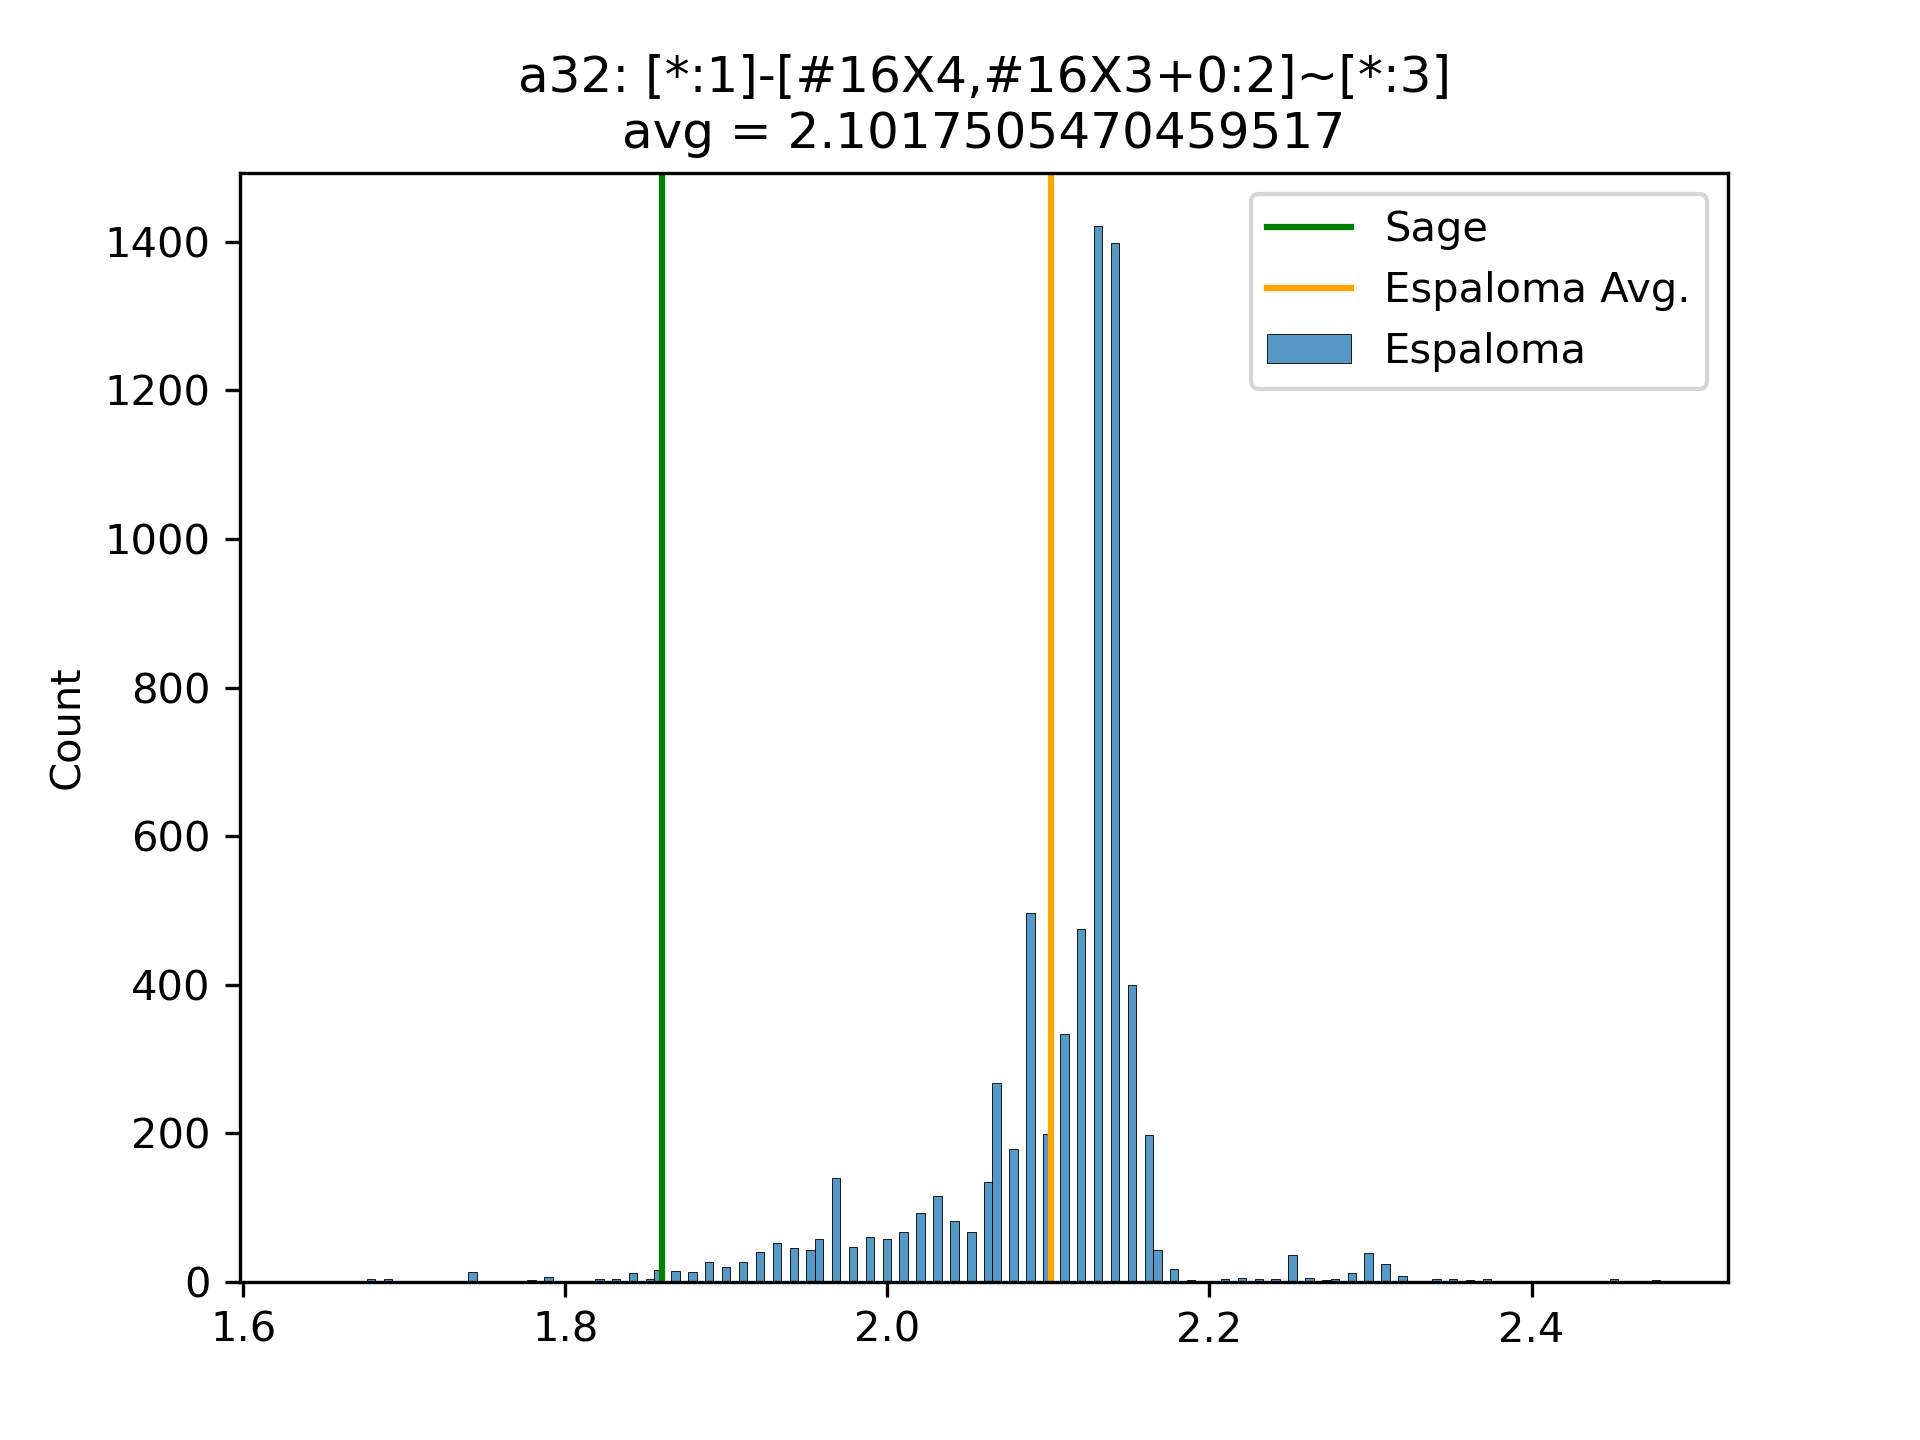 a32: [*:1]-[#16X4,#16X3+0:2]~[*:3]
avg = 2.1017505470459517
Sage
Espaloma Avg.
Espaloma
Count
1400
1200
1000
800
600
400
200
0
1.6 1.8 2.0 2.2 2.4